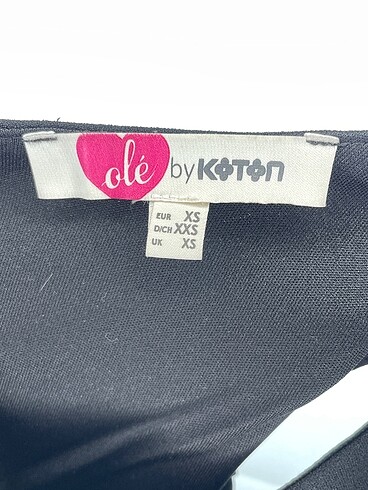 olé by KOTON
EUR XS
D/CH XXS
UK XS